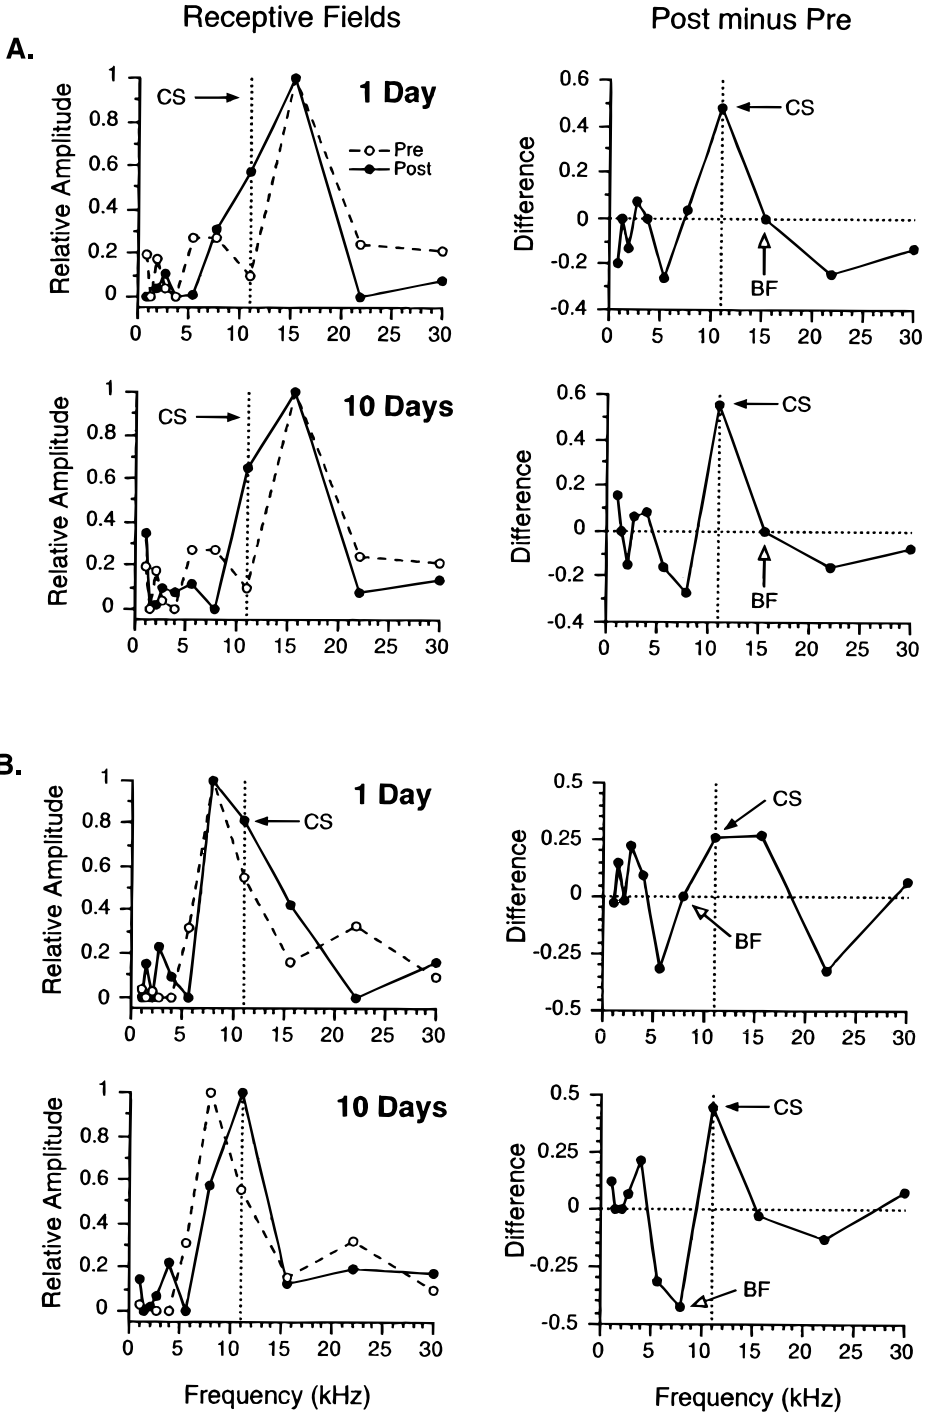 Receptive Fields
Post minus Pre
A.
Relative Amplitude
1
0.8
0.6
0.4
0.2
0
CS
1 Day
Pre
Post
0 5 10 15 20 25 30
Difference
0.6
0.4
0.2
0
-0.2
-0.4
CS
BF
0 5 10 15 20 25 30
Relative Amplitude
1
0.8
0.6
0.4
0.2
0
CS
10 Days
0 5 10 15 20 25 30
Difference
0.6
0.4
0.2
0
-0.2
-0.4
CS
BF
0 5 10 15 20 25 30
B.
Relative Amplitude
1
0.8
0.6
0.4
0.2
0
1 Day
CS
0 5 10 15 20 25 30
Difference
0.5
0.25
0
-0.25
-0.5
CS
BF
0 5 10 15 20 25 30
Relative Amplitude
1
0.8
0.6
0.4
0.2
0
10 Days
0 5 10 15 20 25 30
Frequency (kHz)
Difference
0.5
0.25
0
-0.25
-0.5
CS
BF
0 5 10 15 20 25 30
Frequency (kHz)